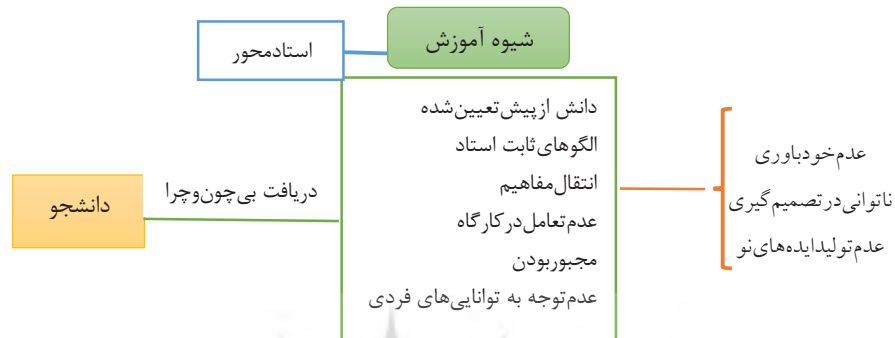 شیوه آموزش
استادمحور
دانش ازپیش‌تعیین‌شده
الگوهای‌ثابت استاد
انتقال‌مفاهیم
عدم‌تعامل‌درکارگاه
مجبوربودن
عدم‌توجه به توانایی‌های فردی
عدم‌خودباوری
ناتوانی‌درتصمیم‌گیری
عدم‌تولیدایده‌های‌نو
دریافت بی‌چون‌وچرا
دانشجو